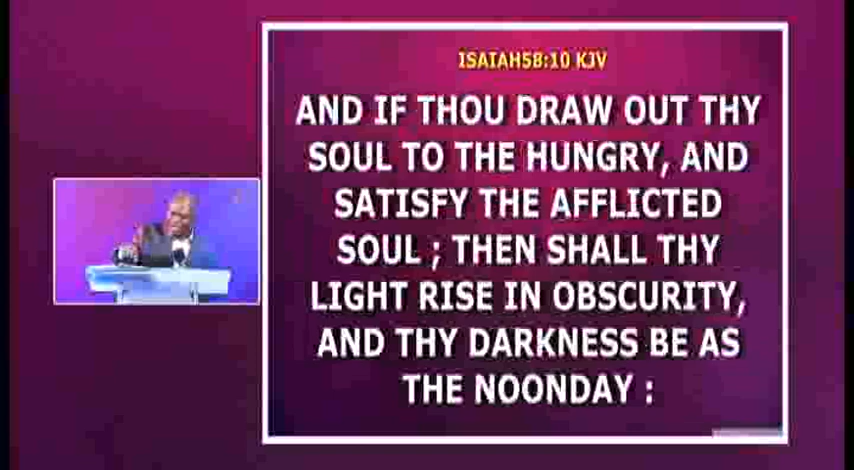 ISAIAH58:10 KJV
AND IF THOU DRAW OUT THY
SOUL TO THE HUNGRY, AND
SATISFY THE AFFLICTED
SOUL ; THEN SHALL THY
LIGHT RISE IN OBSCURITY,
AND THY DARKNESS BE AS
THE NOONDAY :